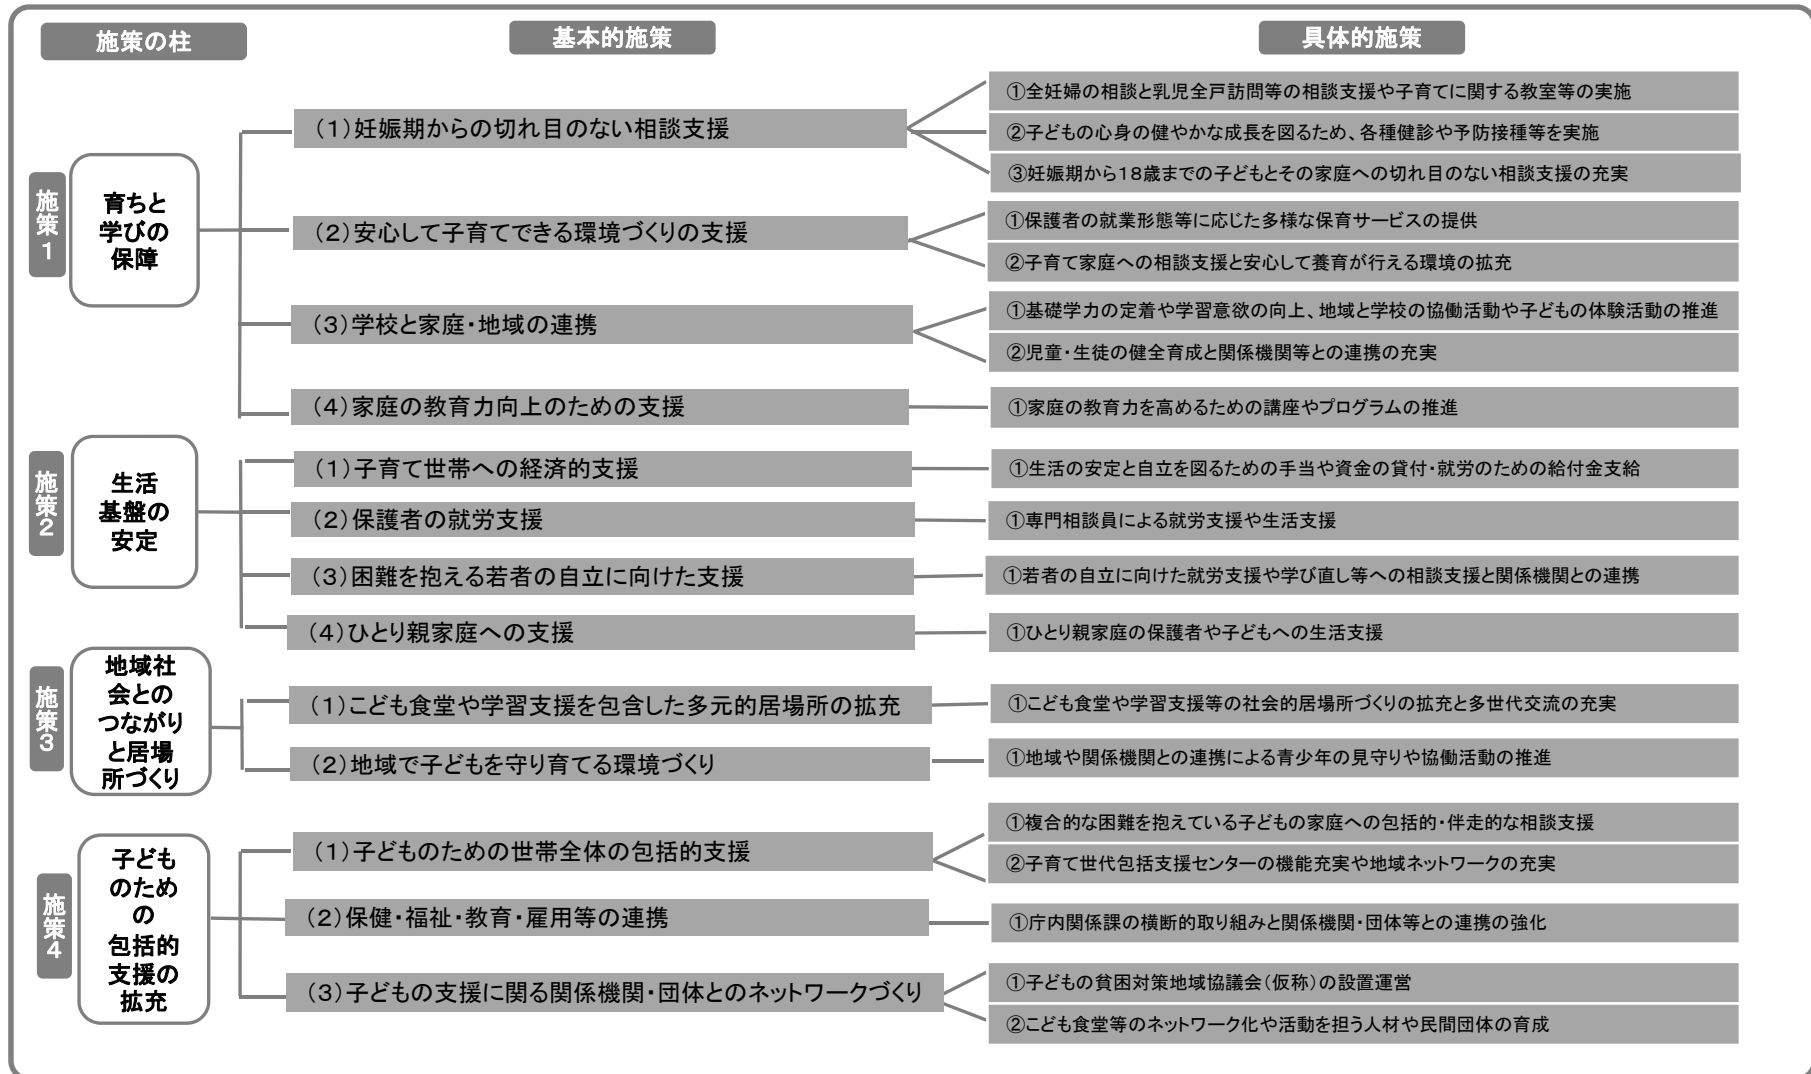 施策の柱
基本的施策
具体的施策
施策1
育ちと
学びの
保障
(1)妊娠期からの切れ目のない相談支援
①全妊婦の相談と乳児全戸訪問等の相談支援や子育てに関する教室等の実施
②子どもの心身の健やかな成長を図るため、各種健診や予防接種等を実施
③妊娠期から18歳までの子どもとその家庭への切れ目のない相談支援の充実
(2)安心して子育てできる環境づくりの支援
①保護者の就業形態等に応じた多様な保育サービスの提供
②子育て家庭への相談支援と安心して養育が行える環境の拡充
(3)学校と家庭・地域の連携
①基礎学力の定着や学習意欲の向上、地域と学校の協働活動や子どもの体験活動の推進
②児童・生徒の健全育成と関係機関等との連携の充実
(4)家庭の教育力向上のための支援
①家庭の教育力を高めるための講座やプログラムの推進
施策2
生活
基盤の
安定
(1)子育て世帯への経済的支援
①生活の安定と自立を図るための手当や資金の貸付・就労のための給付金支給
(2)保護者の就労支援
①専門相談員による就労支援や生活支援
(3)困難を抱える若者の自立に向けた支援
①若者の自立に向けた就労支援や学び直し等への相談支援と関係機関との連携
(4)ひとり親家庭への支援
①ひとり親家庭の保護者や子どもへの生活支援
施策3
地域社
会との
つながり
と居場
所づくり
(1)こども食堂や学習支援を包含した多元的居場所の拡充
①こども食堂や学習支援等の社会的居場所づくりの拡充と多世代交流の充実
(2)地域で子どもを守り育てる環境づくり
①地域や関係機関との連携による青少年の見守りや協働活動の推進
施策4
子ども
のため
の
包括的
支援の
拡充
(1)子どものための世帯全体の包括的支援
①複合的な困難を抱えている子どもの家庭への包括的・伴走的な相談支援
②子育て世代包括支援センターの機能充実や地域ネットワークの充実
(2)保健・福祉・教育・雇用等の連携
①庁内関係課の横断的取り組みと関係機関・団体等との連携の強化
(3)子どもの支援に関る関係機関・団体とのネットワークづくり
①子どもの貧困対策地域協議会(仮称)の設置運営
②こども食堂等のネットワーク化や活動を担う人材や民間団体の育成